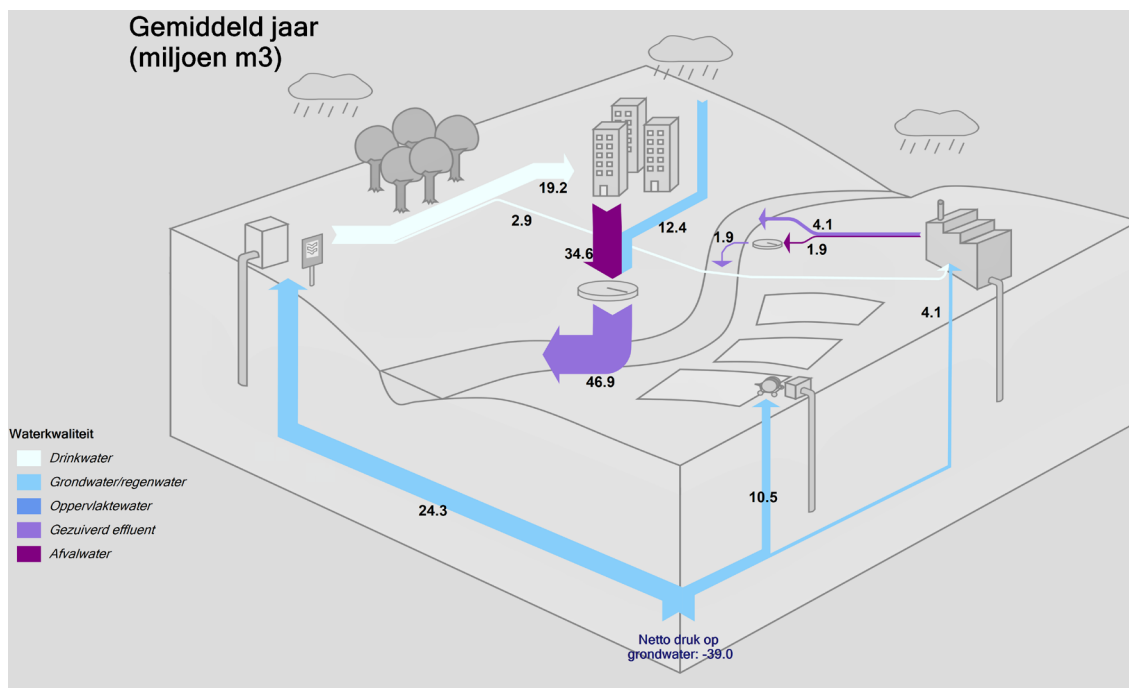 Gemiddeld jaar
(miljoen m3)
19.2
2.9
12.4
34.6
1.9
4.1
1.9
4.1
46.9
Waterkwaliteit
Drinkwater
Grondwater/regenwater
Oppervlaktewater
Gezuiverd effluent
Afvalwater
24.3
10.5
Netto druk op
grondwater: -39.0